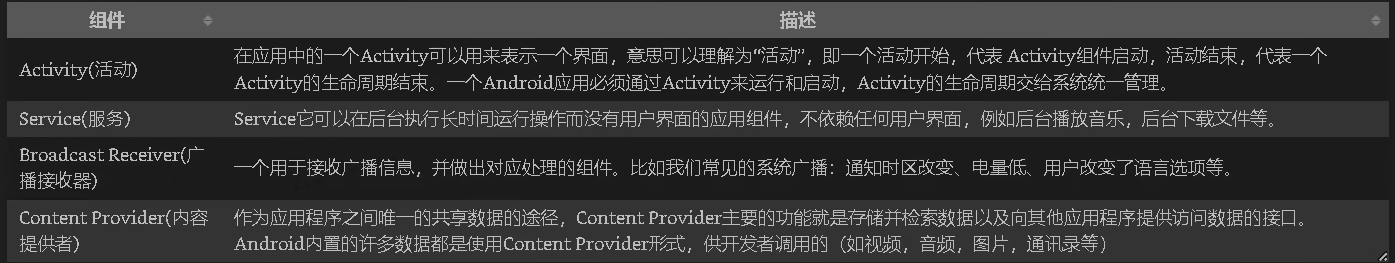 组件 描述
Activity(活动)
在应用中的一个Activity可以用来表示一个界面，意思可以理解为“活动”，即一个活动开始，代表 Activity组件启动，活动结束，代表一个
Activity的生命周期结束。一个Android应用必须通过Activity来运行和启动，Activity的生命周期交给系统统一管理。
Service(服务)
Service它可以在后台执行长时间运行操作而没有用户界面的应用组件，不依赖任何用户界面，例如后台播放音乐，后台下载文件等。
Broadcast Receiver(广
播接收器)
一个用于接收广播信息，并做出对应处理的组件。比如我们常见的系统广播：通知时区改变、电量低、用户改变了语言选项等。
Content Provider(内容
提供者)
作为应用程序之间唯一的共享数据的途径，Content Provider主要的功能就是存储并检索数据以及向其他应用程序提供访问数据的接口。
Android内置的许多数据都是使用Content Provider形式，供开发者调用的（如视频，音频，图片，通讯录等）